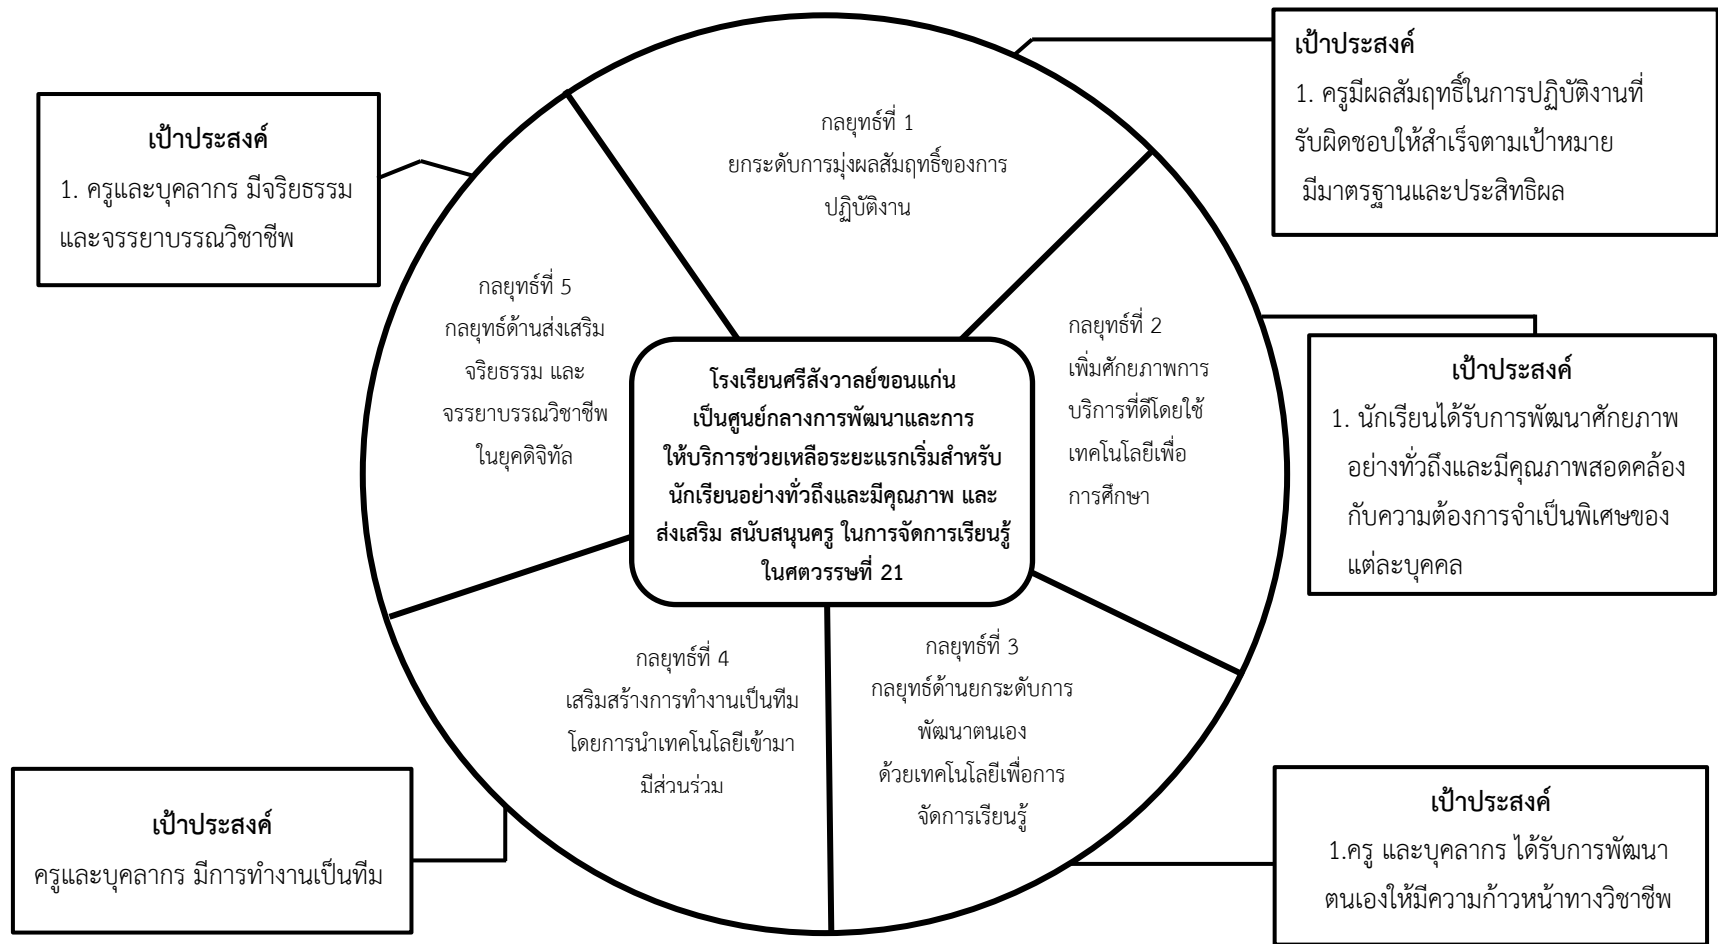 เป้าประสงค์
1. ครูมีผลสัมฤทธิ์ในการปฏิบัติงานที่
รับผิดชอบให้สำเร็จตามเป้าหมาย
มีมาตรฐานและประสิทธิผล
เป้าประสงค์
1. ครูและบุคลากร มีจริยธรรม
และจรรยาบรรณวิชาชีพ
กลยุทธ์ที่ 1
ยกระดับการมุ่งผลสัมฤทธิ์ของการ
ปฏิบัติงาน
กลยุทธ์ที่ 5
กลยุทธ์ด้านส่งเสริม
จริยธรรม และ
จรรยาบรรณวิชาชีพ
ในยุคดิจิทัล
โรงเรียนศรีสังวาลย์ขอนแก่น
เป็นศูนย์กลางการพัฒนาและการ
ให้บริการช่วยเหลือระยะแรกเริ่มสำหรับ
นักเรียนอย่างทั่วถึงและมีคุณภาพ และ
ส่งเสริม สนับสนุนครู ในการจัดการเรียนรู้
ในศตวรรษที่ 21
กลยุทธ์ที่ 2
เพิ่มศักยภาพการ
บริการที่ดีโดยใช้
เทคโนโลยีเพื่อ
การศึกษา
เป้าประสงค์
1. นักเรียนได้รับการพัฒนาศักยภาพ
อย่างทั่วถึงและมีคุณภาพสอดคล้อง
กับความต้องการจำเป็นพิเศษของ
แต่ละบุคคล
กลยุทธ์ที่ 4
เสริมสร้างการทำงานเป็นทีม
โดยการนำเทคโนโลยีเข้ามา
มีส่วนร่วม
กลยุทธ์ที่ 3
กลยุทธ์ด้านยกระดับการ
พัฒนาตนเอง
ด้วยเทคโนโลยีเพื่อการ
จัดการเรียนรู้
เป้าประสงค์
ครูและบุคลากร มีการทำงานเป็นทีม
เป้าประสงค์
1.ครู และบุคลากร ได้รับการพัฒนา
ตนเองให้มีความก้าวหน้าทางวิชาชีพ